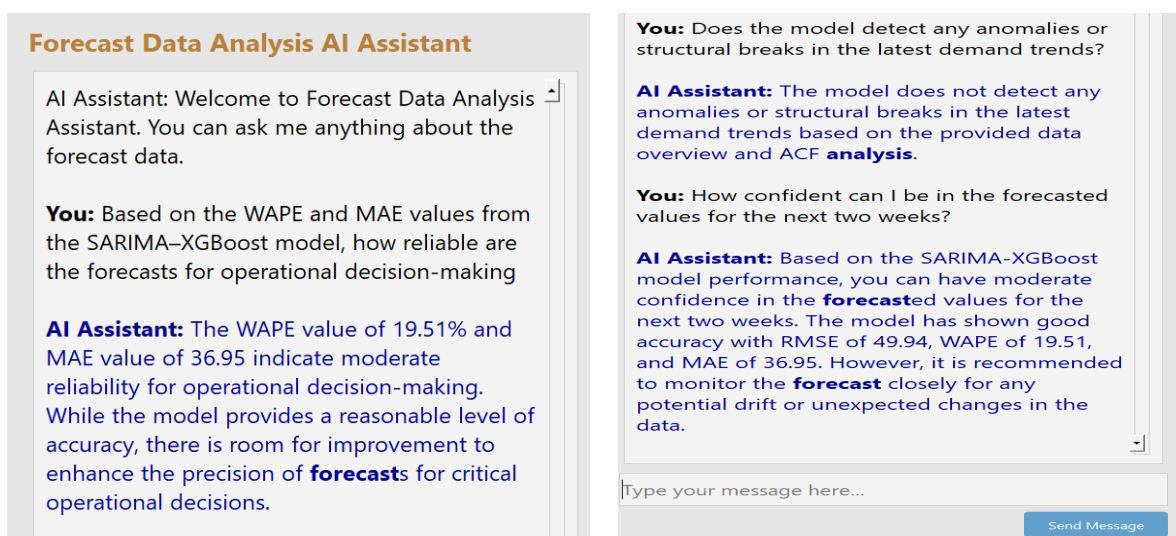 Forecast Data Analysis AI Assistant
AI Assistant: Welcome to Forecast Data Analysis
Assistant. You can ask me anything about the
forecast data.
You: Based on the WAPE and MAE values from
the SARIMA–XGBoost model, how reliable are
the forecasts for operational decision-making
AI Assistant: The WAPE value of 19.51% and
MAE value of 36.95 indicate moderate
reliability for operational decision-making.
While the model provides a reasonable level of
accuracy, there is room for improvement to
enhance the precision of forecasts for critical
operational decisions.
You: Does the model detect any anomalies or
structural breaks in the latest demand trends?
AI Assistant: The model does not detect any
anomalies or structural breaks in the latest
demand trends based on the provided data
overview and ACF analysis.
You: How confident can I be in the forecasted
values for the next two weeks?
AI Assistant: Based on the SARIMA-XGBoost
model performance, you can have moderate
confidence in the forecasted values for the
next two weeks. The model has shown good
accuracy with RMSE of 49.94, WAPE of 19.51,
and MAE of 36.95. However, it is recommended
to monitor the forecast closely for any
potential drift or unexpected changes in the
data.
Type your message here...
Send Message